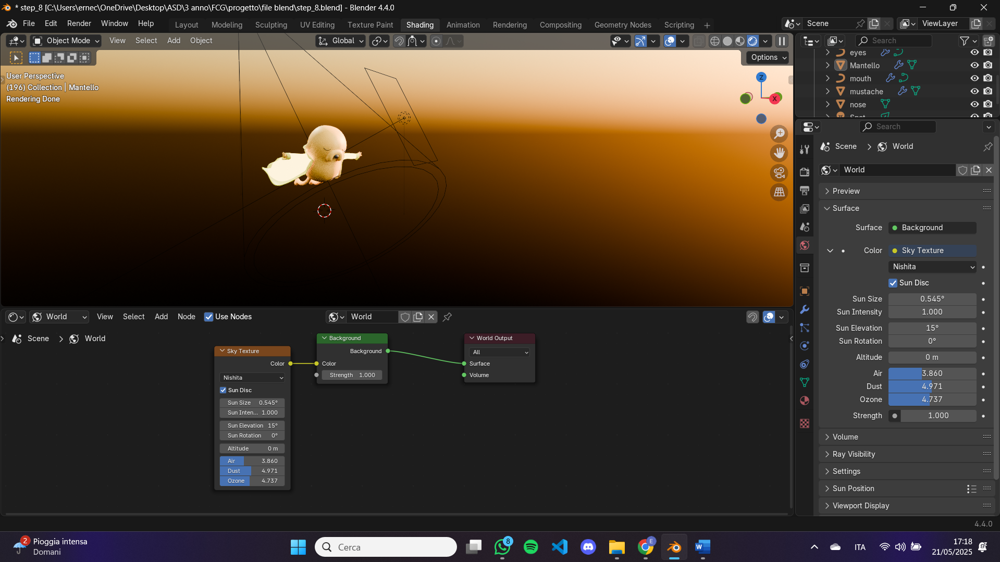 * step_8 [C:\Users\ernec\OneDrive\Desktop\ASD\3 anno\FCG\progetto\file blend\step_8.blend] - Blender 4.4.0
File Edit Render Window Help
Layout Modeling Sculpting UV Editing Texture Paint Shading Animation Rendering Compositing Geometry Nodes Scripting
Scene
ViewLayer
Object Mode View Select Add Object
Global
Search
Options
User Perspective
(196) Collection | Mantello
Rendering Done
Z
X
eyes
Mantello
mouth
mustache
nose
Search
Scene World
World
Preview
Surface
Surface Background
Color Sky Texture
Nishita
Sun Disc
Sun Size 0.545°
Sun Intensity 1.000
Sun Elevation 15°
Sun Rotation 0°
Altitude 0 m
Air 3.860
Dust 4.971
Ozone 4.737
Strength 1.000
Volume
Ray Visibility
Settings
Sun Position
Viewport Display
World View Select Add Node Use Nodes
World
Scene World
Sky Texture
Color
Nishita
Sun Disc
Sun Size 0.545°
Sun Inten... 1.000
Sun Elevation 15°
Sun Rotation 0°
Altitude 0 m
Air 3.860
Dust 4.971
Ozone 4.737
Background
Background
Color
Strength 1.000
World Output
All
Surface
Volume
4.4.0
2
Pioggia intensa
Domani
Cerca
8
E
W
ITA
17:18
21/05/2025